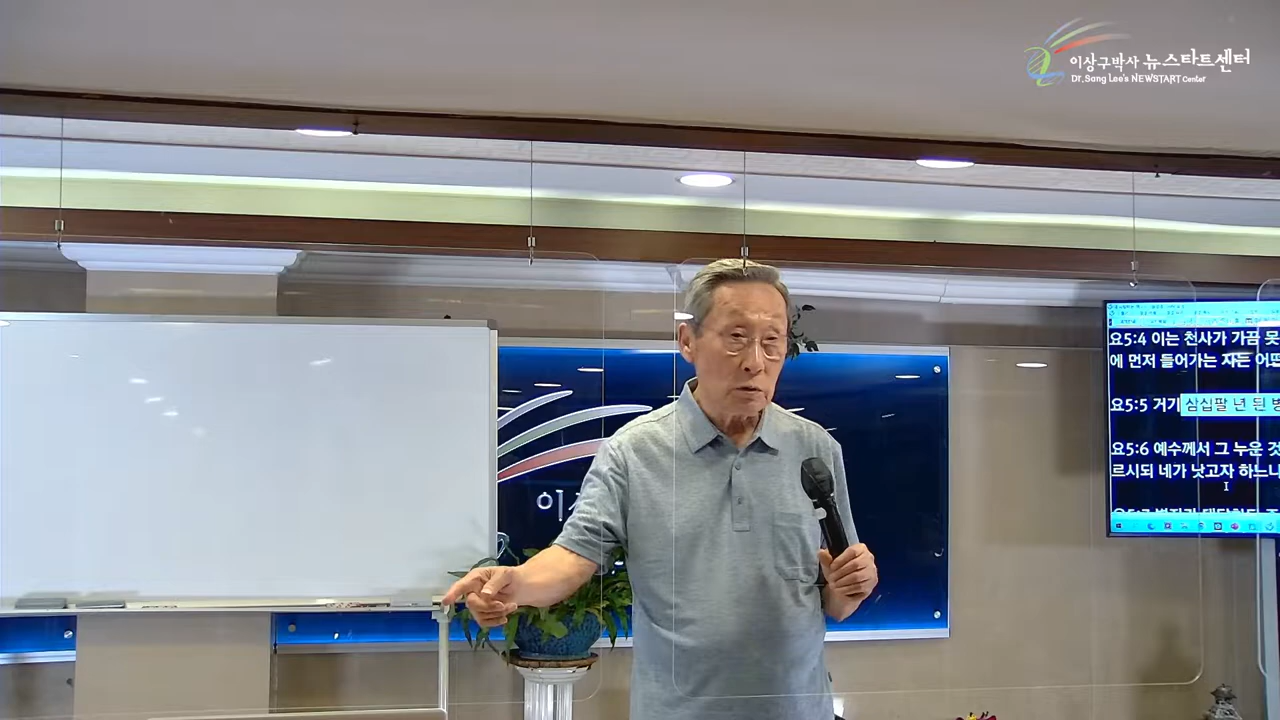 이상구박사 뉴스타트센터
Dr. Sang Lee's NEWSTART Center
요5:4 이는 천사가 가끔 못
에 먼저 들어가는 자는 어떤
요5:5 거기 삼십팔 년 된 병
요5:6 예수께서 그 누운 것
르시되 네가 낫고자 하느냐